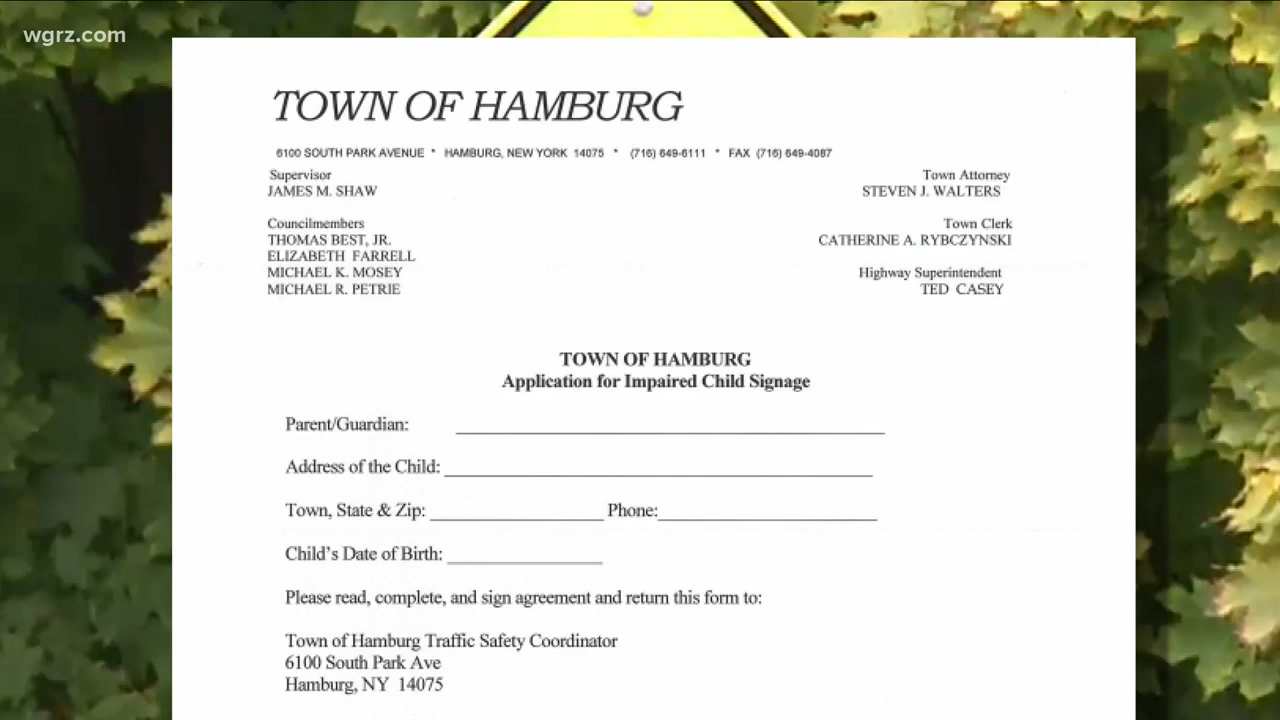 wgrz.com
TOWN OF HAMBURG
6100 SOUTH PARK AVENUE * HAMBURG, NEW YORK 14075 * (716) 649-6111 * FAX (716) 649-4087
Supervisor
JAMES M. SHAW
Town Attorney
STEVEN J. WALTERS
Councilmembers
THOMAS BEST, JR.
ELIZABETH FARRELL
MICHAEL K. MOSEY
MICHAEL R. PETRIE
Town Clerk
CATHERINE A. RYBCZYNSKI
Highway Superintendent
TED CASEY
TOWN OF HAMBURG
Application for Impaired Child Signage
Parent/Guardian:
Address of the Child:
Town, State & Zip: Phone:
Child's Date of Birth:
Please read, complete, and sign agreement and return this form to:
Town of Hamburg Traffic Safety Coordinator
6100 South Park Ave
Hamburg, NY 14075